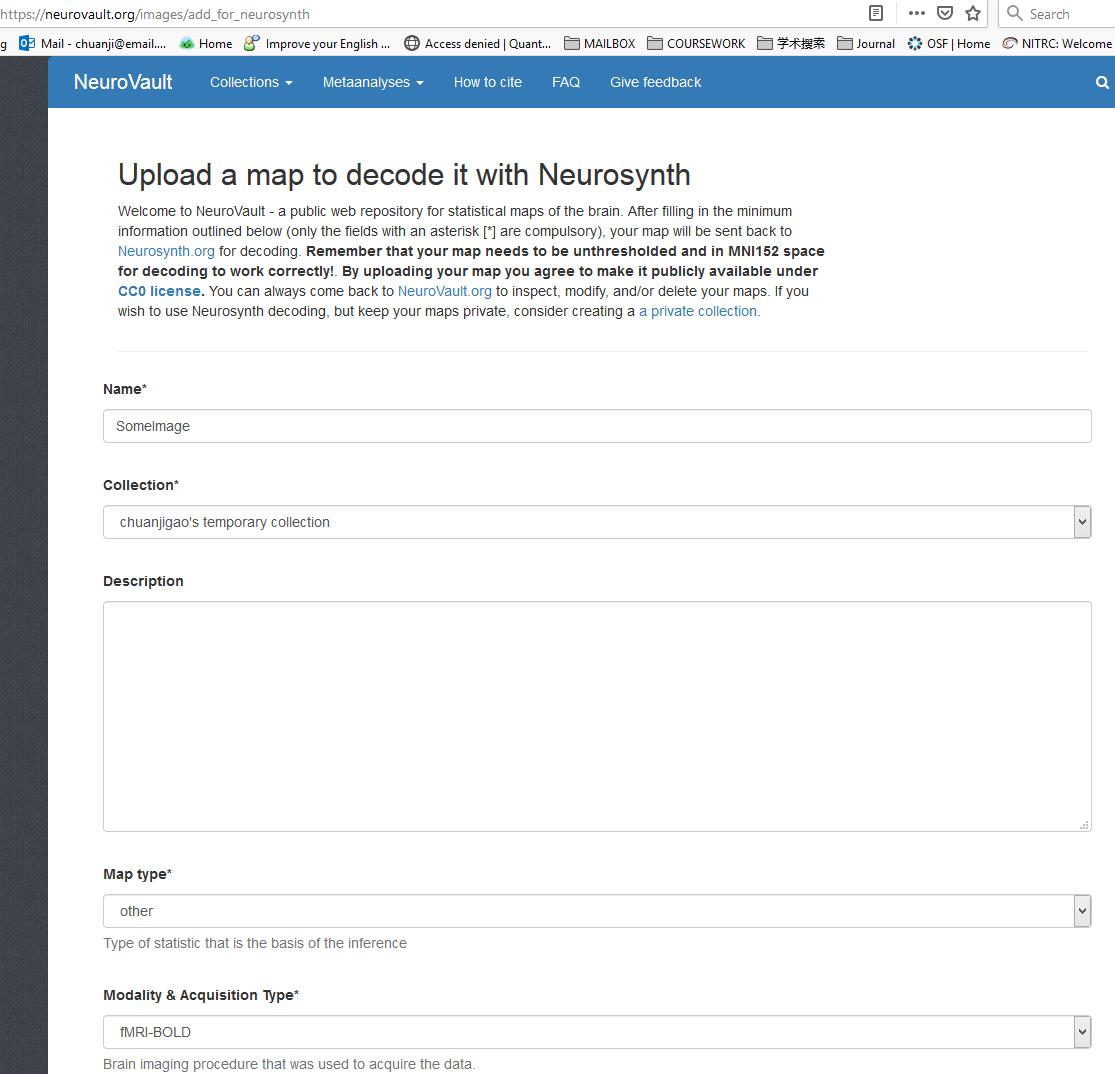 https://neurovault.org/images/add_for_neurosynth
Search
g Mail - chuanji@email.... Home Improve your English ... Access denied | Quant... MAILBOX COURSEWORK 学术搜索 Journal OSF | Home NITRC: Welcome
NeuroVault Collections Metaanalyses How to cite FAQ Give feedback
Upload a map to decode it with Neurosynth
Welcome to NeuroVault - a public web repository for statistical maps of the brain. After filling in the minimum
information outlined below (only the fields with an asterisk [*] are compulsory), your map will be sent back to
Neurosynth.org for decoding. Remember that your map needs to be unthresholded and in MNI152 space
for decoding to work correctly!. By uploading your map you agree to make it publicly available under
CC0 license. You can always come back to NeuroVault.org to inspect, modify, and/or delete your maps. If you
wish to use Neurosynth decoding, but keep your maps private, consider creating a a private collection.
Name*
SomeImage
Collection*
chuanjigao's temporary collection
Description
Map type*
other
Type of statistic that is the basis of the inference
Modality & Acquisition Type*
fMRI-BOLD
Brain imaging procedure that was used to acquire the data.